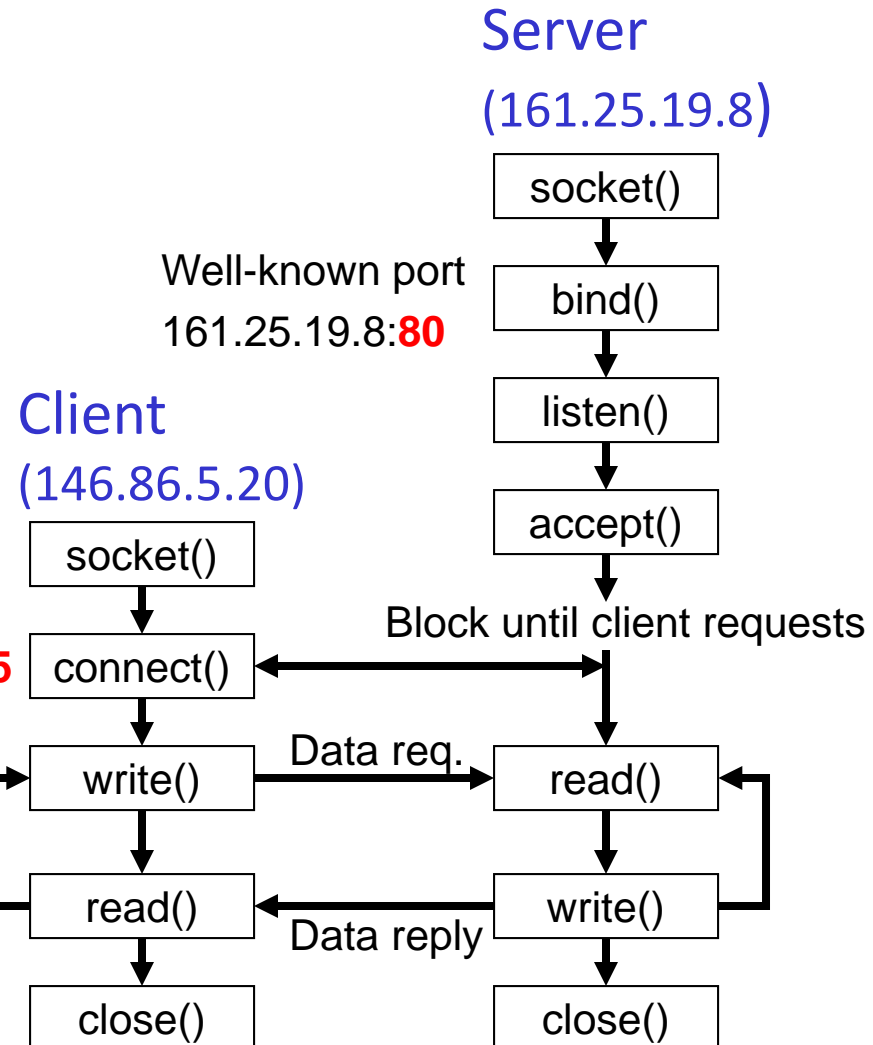 Server
(161.25.19.8)
socket()
Well-known port
161.25.19.8:80
bind()
listen()
accept()
Block until client requests
Client
(146.86.5.20)
socket()
5
connect()
write()
Data req.
read()
read()
Data reply
write()
close()
close()